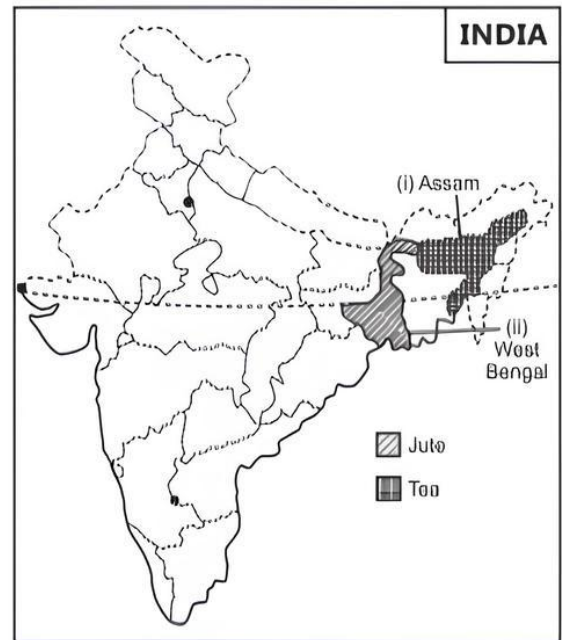 INDIA
(i) Assam
(ii)
West
Bengal
Jute
Tea